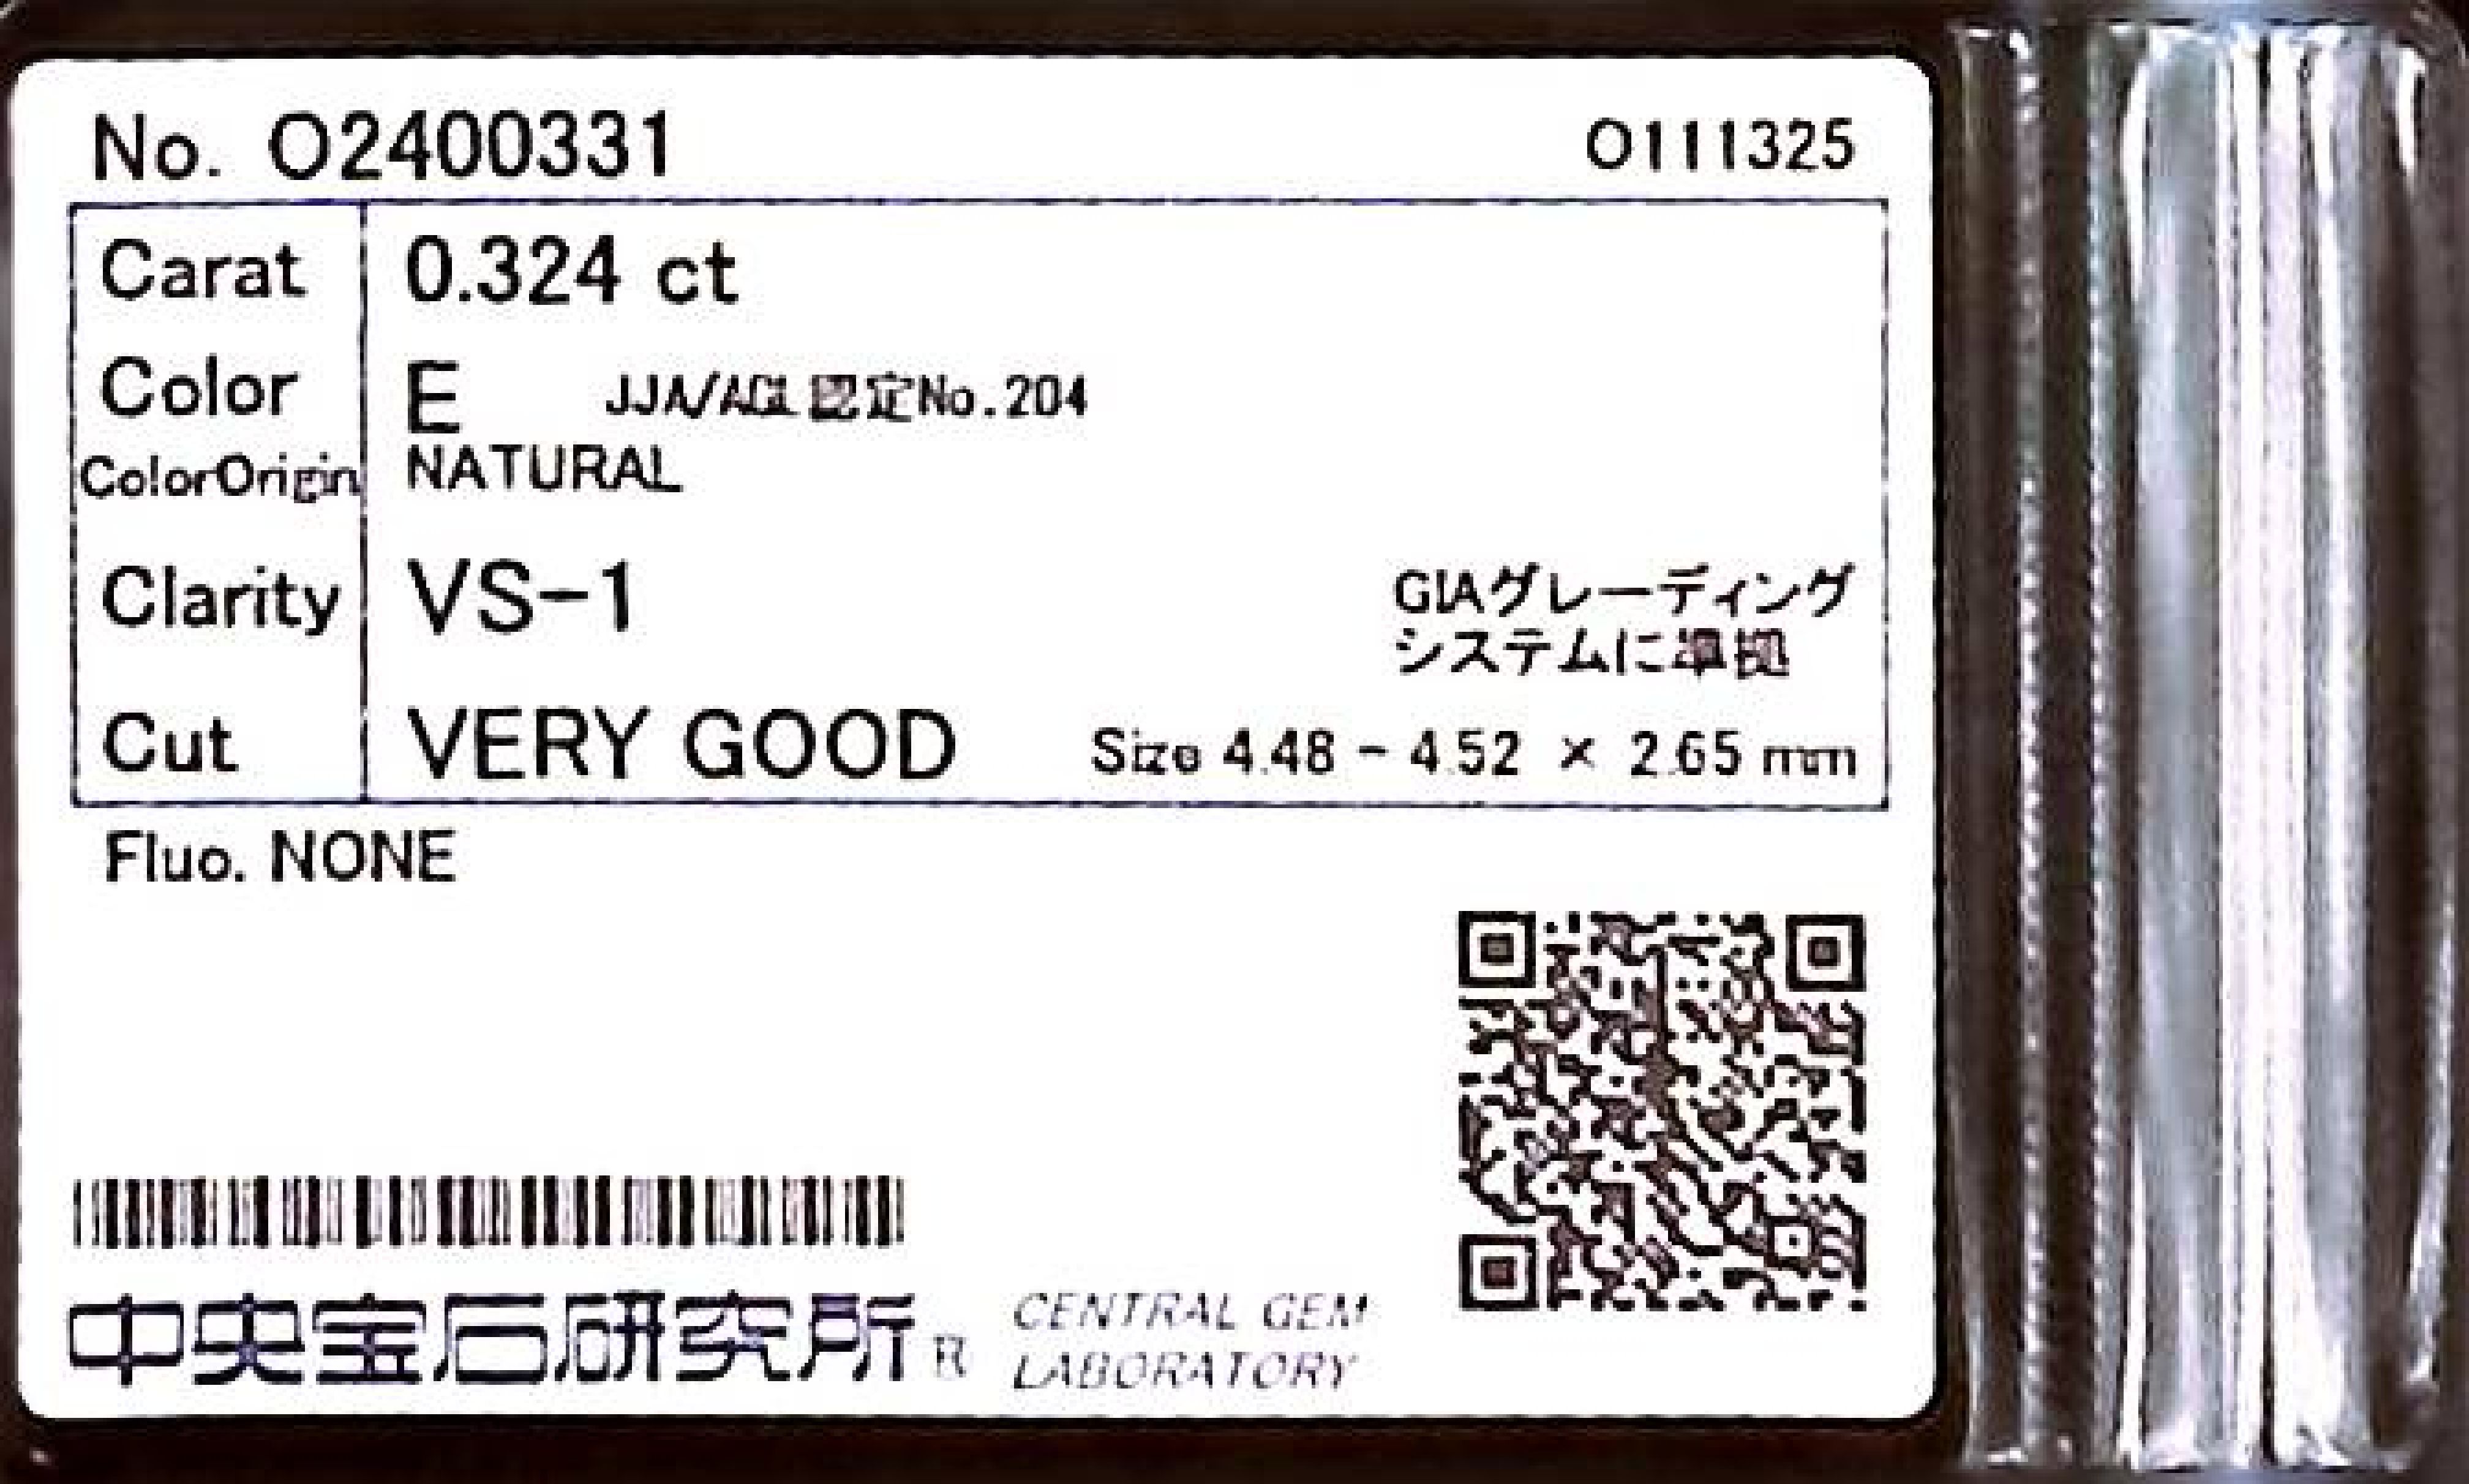 No. O2400331 O111325
Carat 0.324 ct
Color E JJA/AGL認定No.204
ColorOrigin NATURAL
Clarity VS-1 GIAグレーディング
システムに準拠
Cut VERY GOOD Size 4.48 - 4.52 × 2.65 mm
Fluo. NONE
中央宝石研究所® CENTRAL GEM
LABORATORY